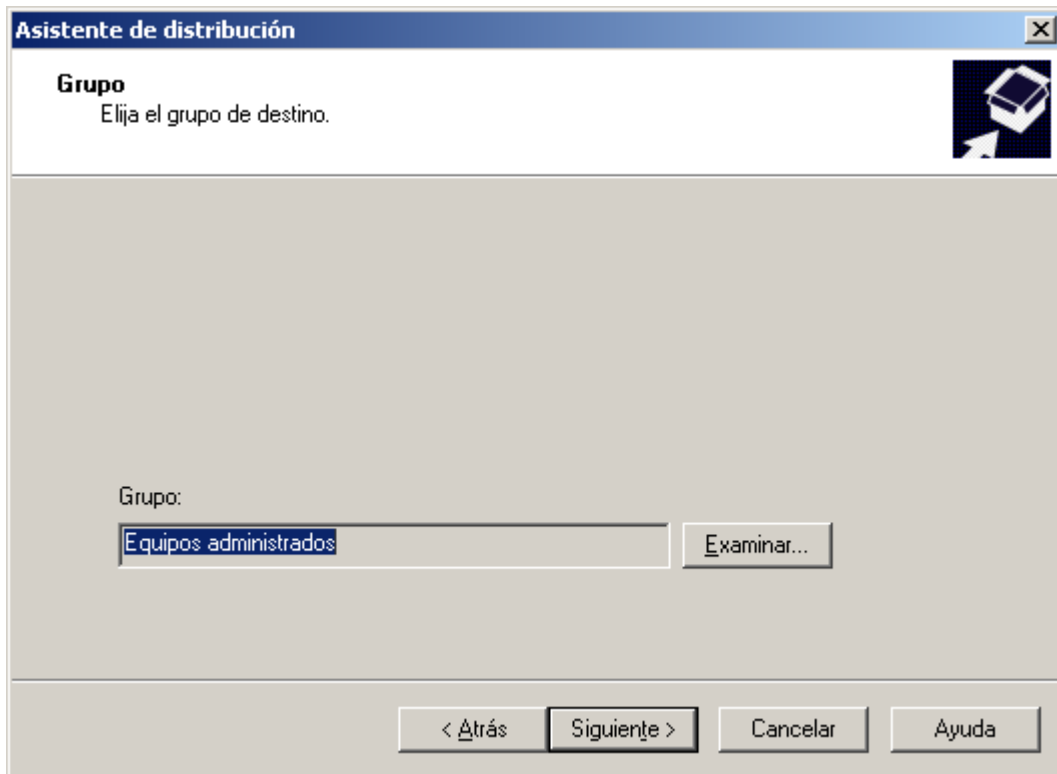 Asistente de distribución
Grupo
Elija el grupo de destino.
Grupo:
Equipos administrados
Examinar...
< Atrás
Siguiente >
Cancelar
Ayuda